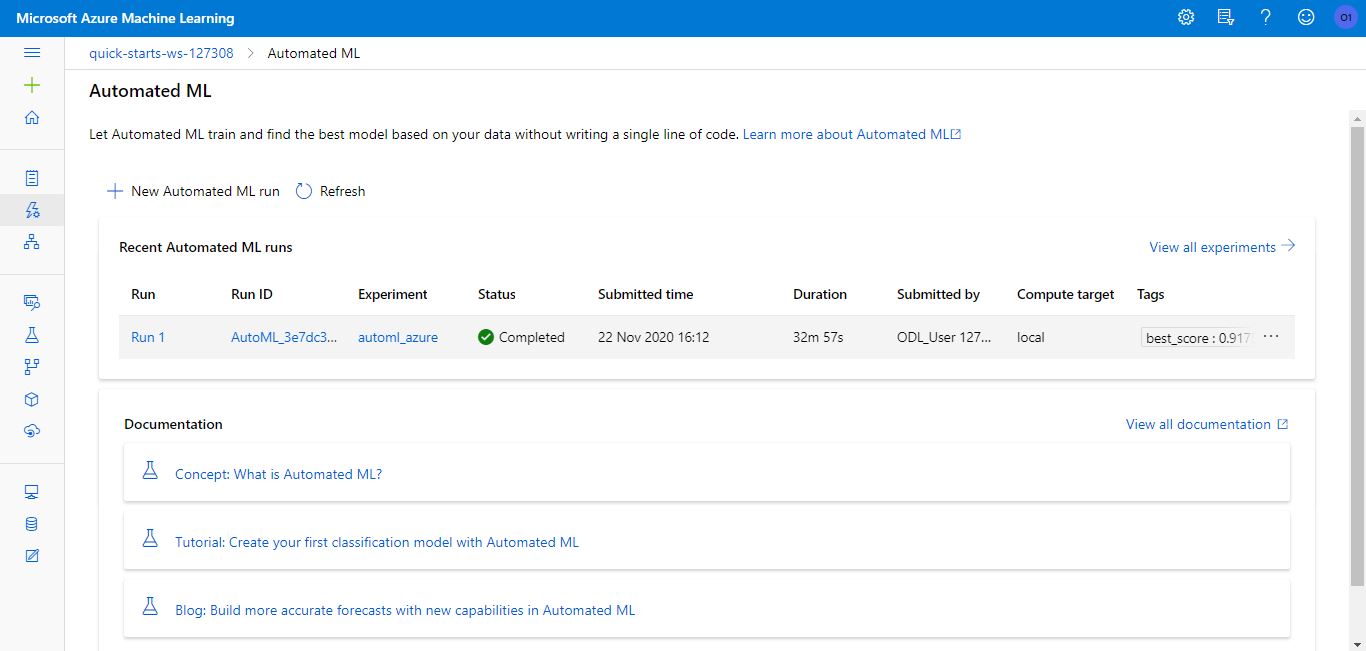 Microsoft Azure Machine Learning
?
O1
quick-starts-ws-127308 > Automated ML
Automated ML
Let Automated ML train and find the best model based on your data without writing a single line of code. Learn more about Automated ML
New Automated ML run Refresh
Recent Automated ML runs View all experiments
Run Run ID Experiment Status Submitted time Duration Submitted by Compute target Tags
Run 1 AutoML_3e7dc3... automl_azure Completed 22 Nov 2020 16:12 32m 57s ODL_User 127... local best_score : 0.917 ...
Documentation View all documentation
Concept: What is Automated ML?
Tutorial: Create your first classification model with Automated ML
Blog: Build more accurate forecasts with new capabilities in Automated ML